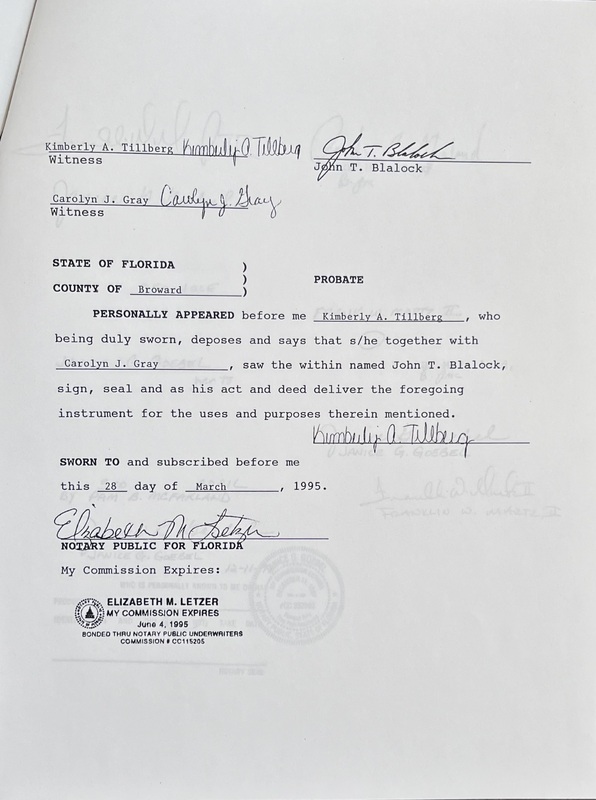 Kimberly A. Tillberg Kimberly A. Tillberg John T. Blalock
Witness John T. Blalock
Carolyn J. Gray Carolyn J. Gray
Witness
STATE OF FLORIDA )
) PROBATE
COUNTY OF Broward )
PERSONALLY APPEARED before me Kimberly A. Tillberg, who
being duly sworn, deposes and says that s/he together with
Carolyn J. Gray, saw the within named John T. Blalock,
sign, seal and as his act and deed deliver the foregoing
instrument for the uses and purposes therein mentioned.
Kimberly A. Tillberg
SWORN TO and subscribed before me
this 28 day of March, 1995.
Elizabeth M Letzer
NOTARY PUBLIC FOR FLORIDA
My Commission Expires:
ELIZABETH M. LETZER
MY COMMISSION EXPIRES
June 4, 1995
BONDED THRU NOTARY PUBLIC UNDERWRITERS
COMMISSION # CC115205